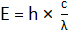 E = h × c/λ